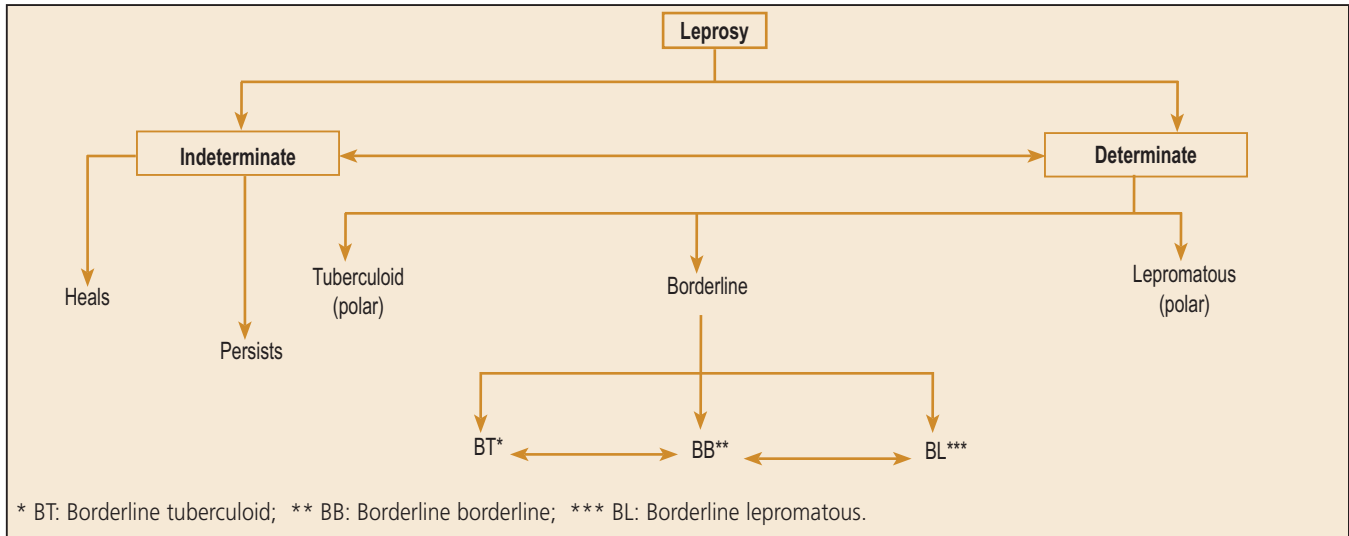 Leprosy
Indeterminate
Determinate
Heals
Persists
Tuberculoid
(polar)
Borderline
Lepromatous
(polar)
BT*
BB**
BL***
* BT: Borderline tuberculoid; ** BB: Borderline borderline; *** BL: Borderline lepromatous.